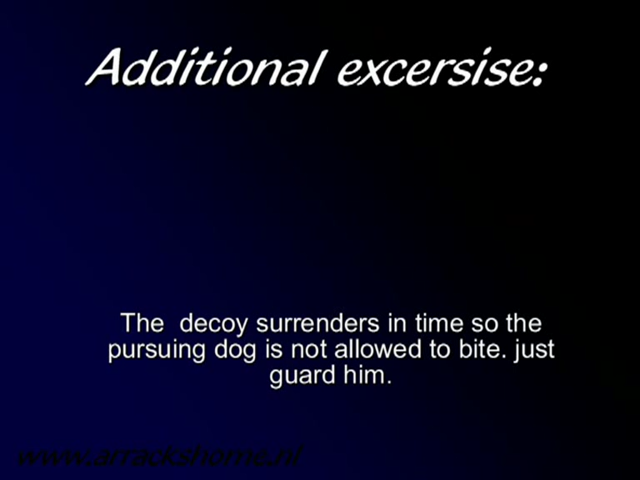 Additional excersise:
The decoy surrenders in time so the
pursuing dog is not allowed to bite. just
guard him.
www.arrackshome.nl